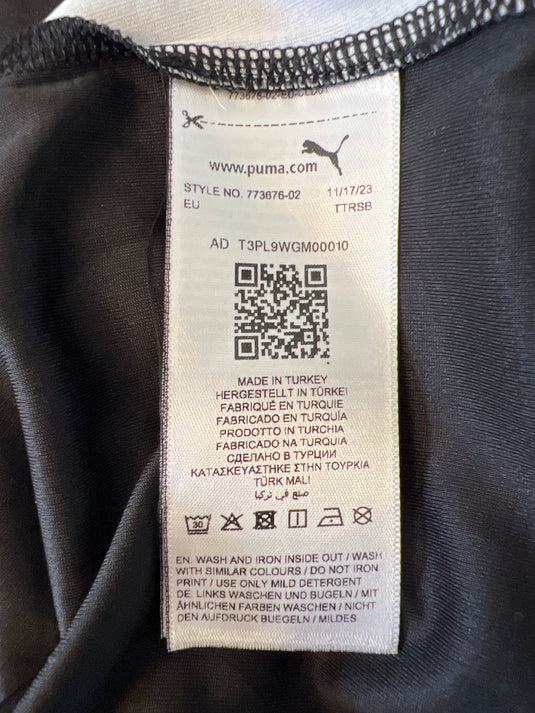 www.puma.com
STYLE NO. 773676-02 11/17/23
EU TTRSB
AD T3PL9WGM00010
MADE IN TURKEY
HERGESTELLT IN TÜRKEI
FABRIQUÉ EN TURQUIE
FABRICADO EN TURQUÍA
PRODOTTO IN TURCHIA
FABRICADO NA TURQUIA
СДЕЛАНО В ТУРЦИИ
ΚΑΤΑΣΚΕΥΑΣΤΗΚΕ ΣΤΗΝ ΤΟΥΡΚΙΑ
TÜRK MALI
صنع في تركيا
30
EN: WASH AND IRON INSIDE OUT / WASH
WITH SIMILAR COLOURS / DO NOT IRON
PRINT / USE ONLY MILD DETERGENT
DE: LINKS WASCHEN UND BUGELN / MIT
ÄHNLICHEN FARBEN WASCHEN / NICHT
DEN AUFDRUCK BUEGELN / MILDES